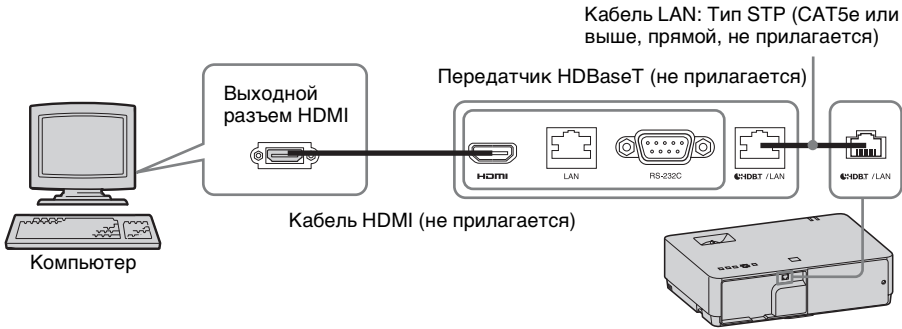 Кабель LAN: Тип STP (CAT5e или
выше, прямой, не прилагается)
Передатчик HDBaseT (не прилагается)
Выходной
разъем HDMI
HDMI
LAN
RS-232C
HDBT / LAN
HDBT / LAN
Кабель HDMI (не прилагается)
Компьютер